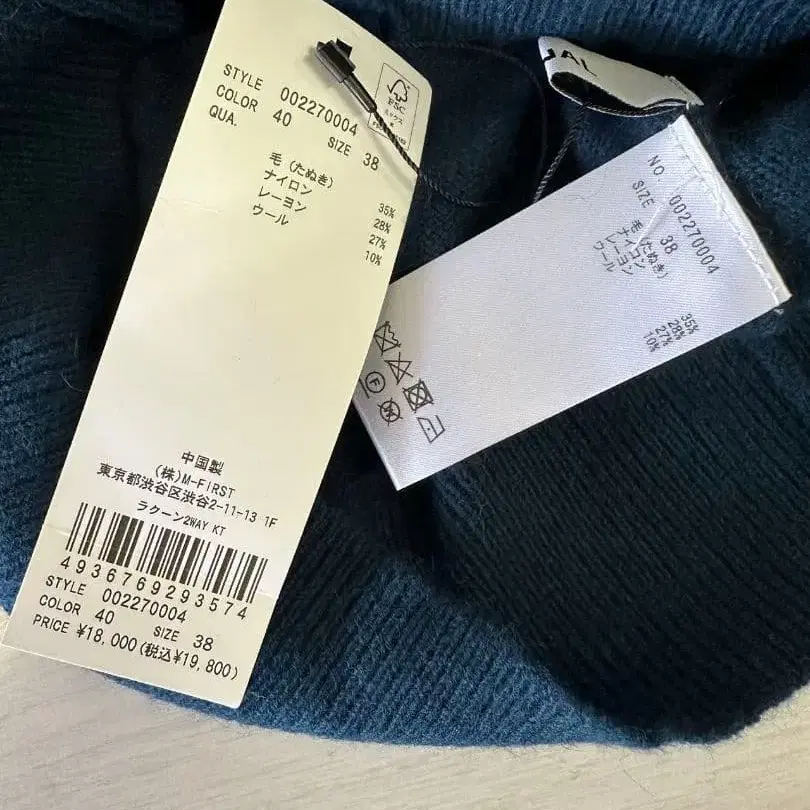 STYLE 002270004
COLOR 40 SIZE 38
QUA.
毛(たぬき) 35%
ナイロン 28%
レーヨン 27%
ウール 10%
FSC
ミックス
中国製
(株)M-FIRST
東京都渋谷区渋谷2-11-13 1F
ラクーン2WAY KT
4936769293574
STYLE 002270004
COLOR 40 SIZE 38
PRICE ¥18,000(税込¥19,800)
NO. 002270004
SIZE 38
毛(たぬき) 35%
ナイロン 28%
レーヨン 27%
ウール 10%
F
W